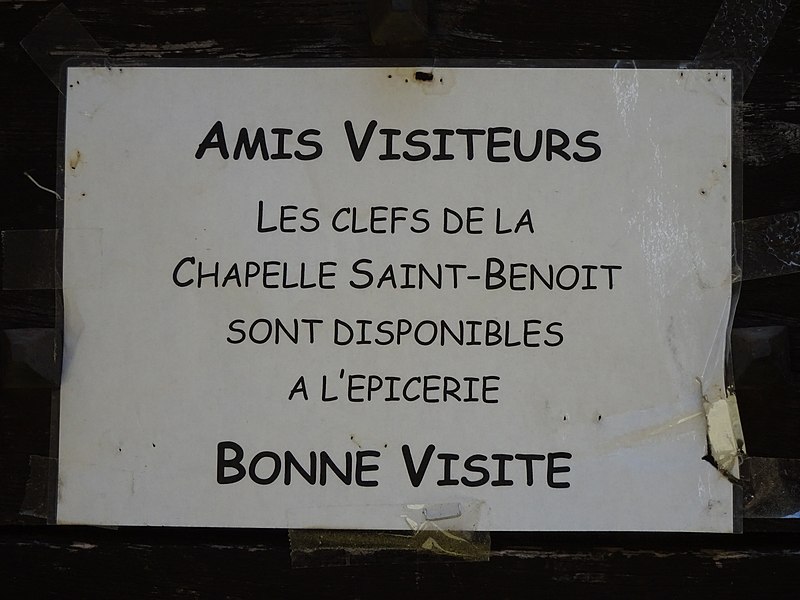 AMIS VISITEURS
LES CLEFS DE LA
CHAPELLE SAINT-BENOIT
SONT DISPONIBLES
A L'EPICERIE
BONNE VISITE